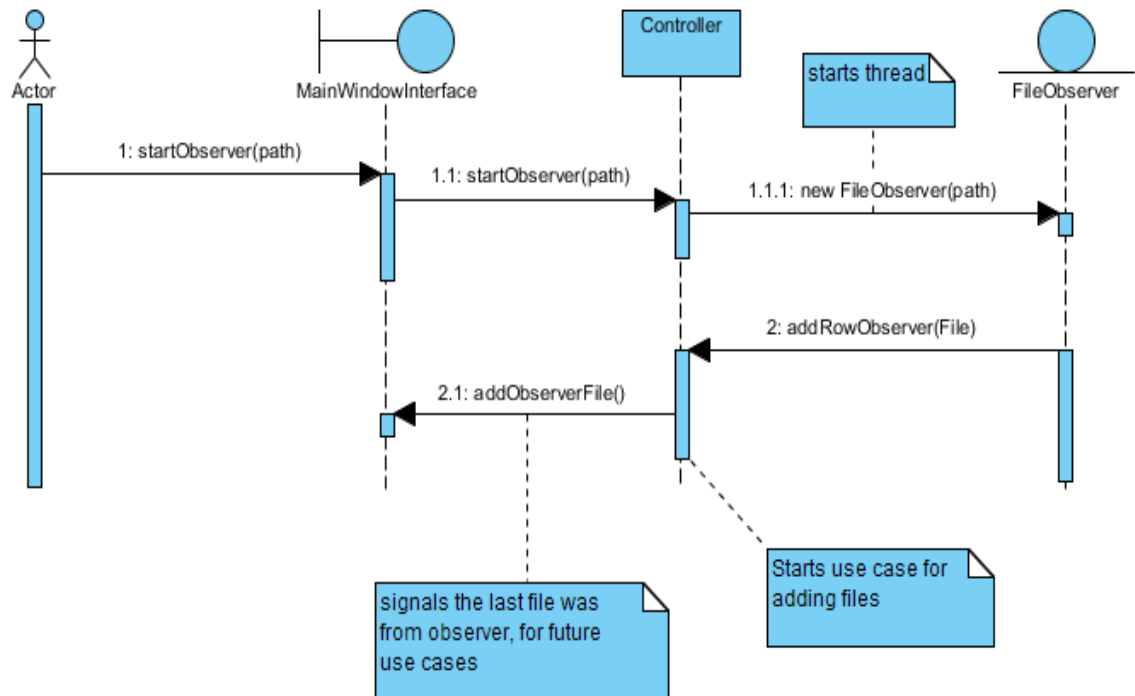 Controller
starts thread
Actor
MainWindowInterface
FileObserver
1: startObserver(path)
1.1: startObserver(path)
1.1.1: new FileObserver(path)
2: addRowObserver(File)
2.1: addObserverFile()
Starts use case for
adding files
signals the last file was
from observer, for future
use cases